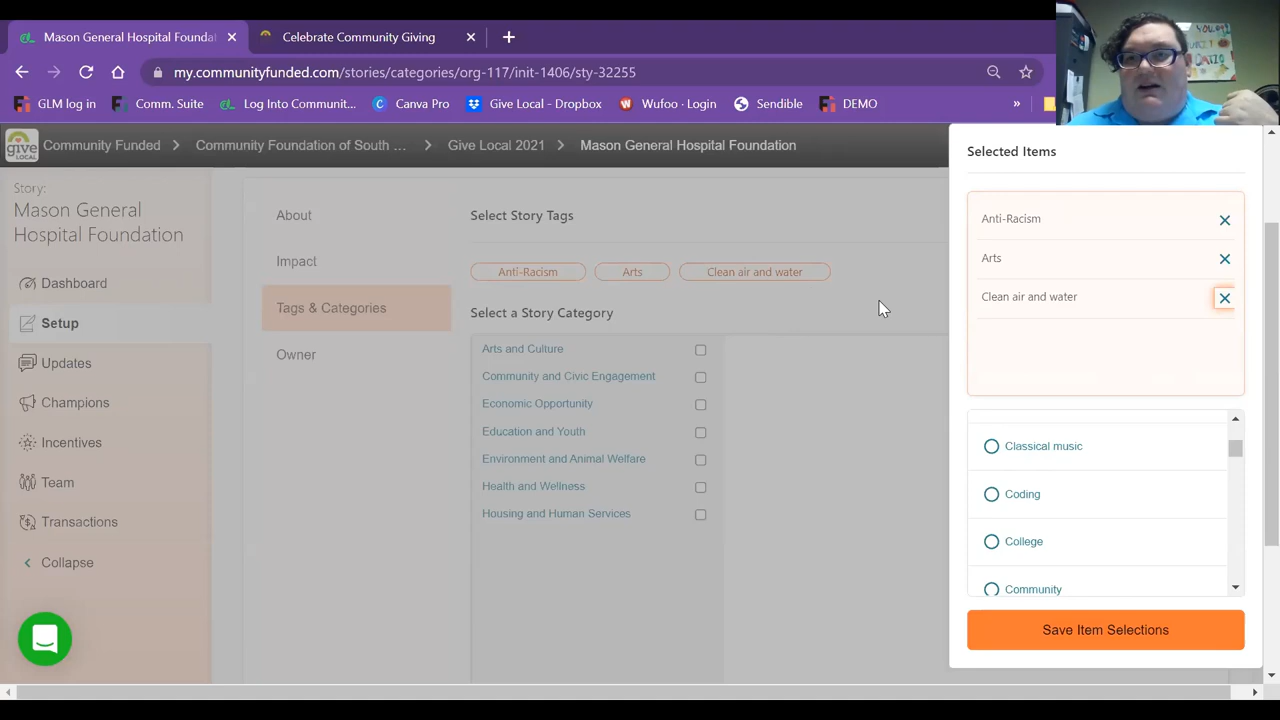 Mason General Hospital Founda
Celebrate Community Giving
my.communityfunded.com/stories/categories/org-117/init-1406/sty-32255
GLM log in
Comm. Suite
Log Into Communit...
Canva Pro
Give Local - Dropbox
Wufoo · Login
Sendible
DEMO
»
give
LOCAL
Community Funded
Community Foundation of South ...
Give Local 2021
Mason General Hospital Foundation
Story:
Mason General
Hospital Foundation
Dashboard
Setup
Updates
Champions
Incentives
Team
Transactions
Collapse
About
Impact
Tags & Categories
Owner
Select Story Tags
Anti-Racism
Arts
Clean air and water
Select a Story Category
Arts and Culture
Community and Civic Engagement
Economic Opportunity
Education and Youth
Environment and Animal Welfare
Health and Wellness
Housing and Human Services
Selected Items
Anti-Racism
Arts
Clean air and water
Classical music
Coding
College
Community
Save Item Selections